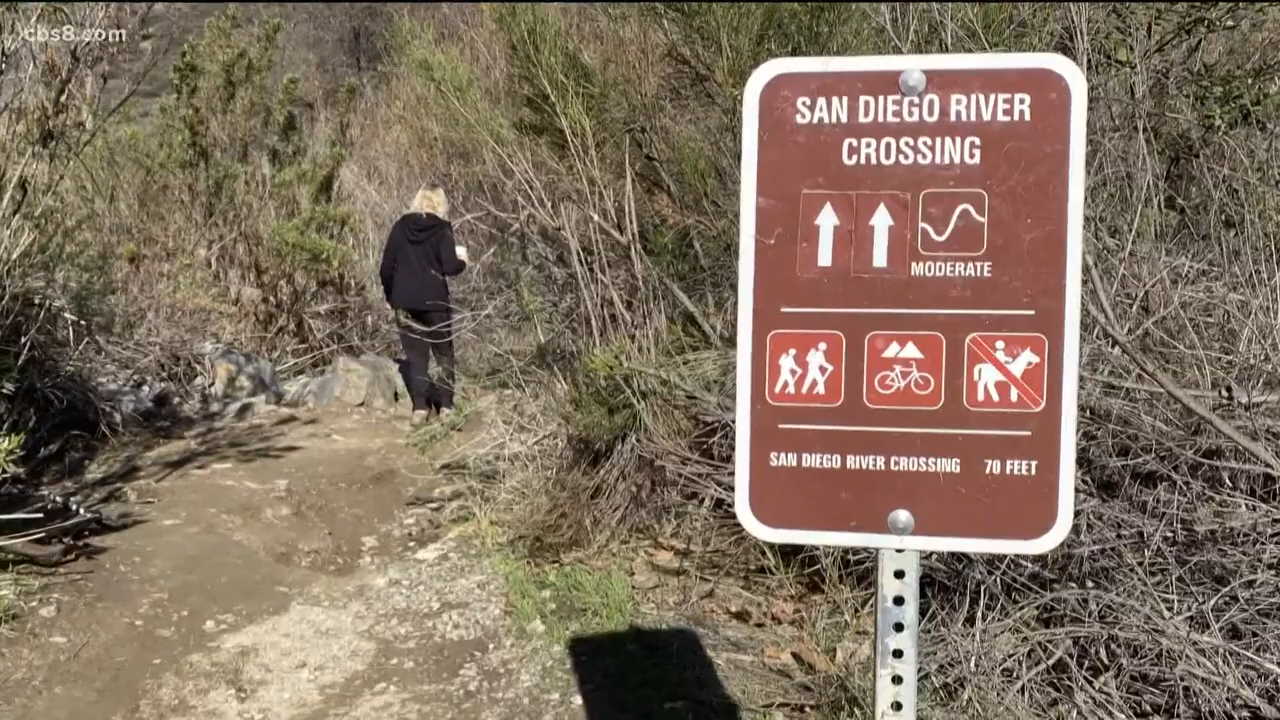 cbs8.com
SAN DIEGO RIVER
CROSSING
MODERATE
SAN DIEGO RIVER CROSSING 70 FEET